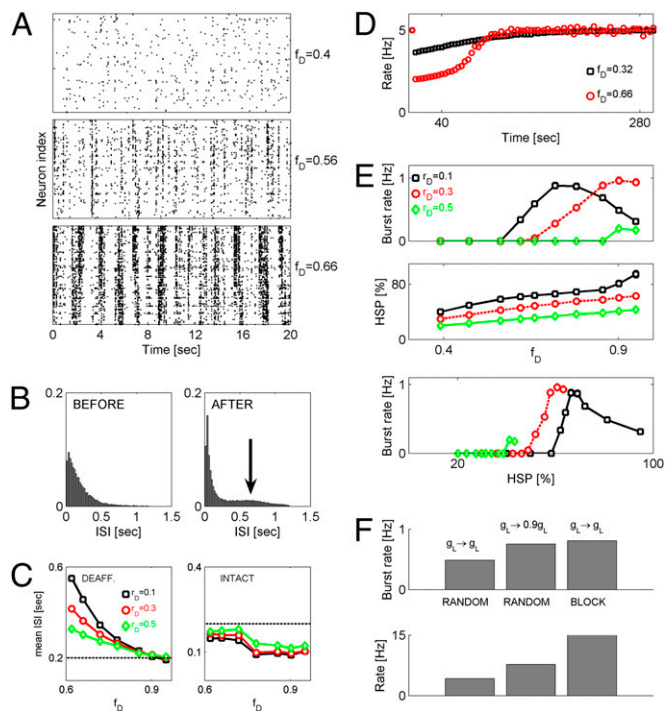 A
Neuron index
f_D=0.4
f_D=0.56
f_D=0.66
0 4 8 12 16 20
Time [sec]
B
0.2
BEFORE
0
0 0.5 1 1.5
ISI [sec]
0.2
AFTER
0
0 0.5 1 1.5
ISI [sec]
C
mean ISI [sec]
0.6
DEAFF.
r_D=0.1
r_D=0.3
r_D=0.5
0.2
0.6 0.9
f_D
0.4
INTACT
0.1
0.6 0.9
f_D
D
Rate [Hz]
10
5
0
f_D=0.32
f_D=0.66
40 280
Time [sec]
E
Burst rate [Hz]
1
0
r_D=0.1
r_D=0.3
r_D=0.5
HSP [%]
80
0
0.4 0.9
f_D
Burst rate [Hz]
1
0
20 100
HSP [%]
F
Burst rate [Hz]
1
0
g_L→g_L g_L→0.9g_L g_L→g_L
RANDOM RANDOM BLOCK
Rate [Hz]
15
0